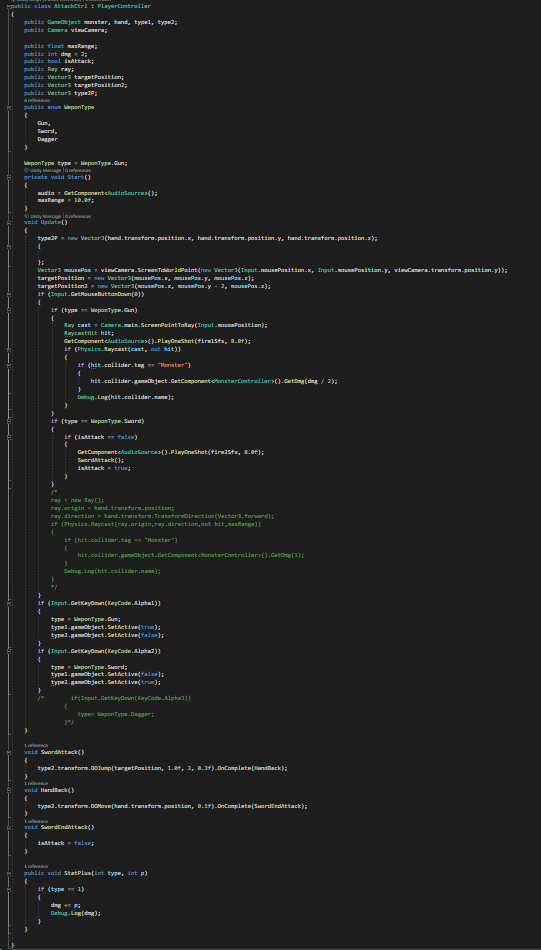 public class AttackCtrl : PlayerController
{
public GameObject monster, hand, type1, type2;
public Camera viewCamera;
public float maxRange;
public int dmg = 2;
public bool isAttack;
public Ray ray;
public Vector3 targetPosition;
public Vector3 targetPosition2;
public Vector3 type2P;
6 references
public enum WeponType
{
Gun,
Sword,
Dagger
}
WeponType type = WeponType.Gun;
Unity Message | 0 references
private void Start()
{
audio = GetComponent<AudioSource>();
maxRange = 10.0f;
}
Unity Message | 0 references
void Update()
{
type2P = new Vector3(hand.transform.position.x, hand.transform.position.y, hand.transform.position.z);
{
};
Vector3 mousePos = viewCamera.ScreenToWorldPoint(new Vector3(Input.mousePosition.x, Input.mousePosition.y, viewCamera.transform.position.y));
targetPosition = new Vector3(mousePos.x, mousePos.y, mousePos.z);
targetPosition2 = new Vector3(mousePos.x, mousePos.y - 2, mousePos.z);
if (Input.GetMouseButtonDown(0))
{
if (type == WeponType.Gun)
{
Ray cast = Camera.main.ScreenPointToRay(Input.mousePosition);
RaycastHit hit;
GetComponent<AudioSource>().PlayOneShot(fire1Sfx, 8.0f);
if (Physics.Raycast(cast, out hit))
{
if (hit.collider.tag == "Monster")
{
hit.collider.gameObject.GetComponent<MonsterController>().GetDmg(dmg / 2);
}
Debug.Log(hit.collider.name);
}
}
if (type == WeponType.Sword)
{
if (isAttack == false)
{
GetComponent<AudioSource>().PlayOneShot(fire2Sfx, 8.0f);
SwordAttack();
isAttack = true;
}
}
/*
ray = new Ray();
ray.origin = hand.transform.position;
ray.direction = hand.transform.TransformDirection(Vector3.forward);
if (Physics.Raycast(ray.origin,ray.direction,out hit,maxRange))
{
if (hit.collider.tag == "Monster")
{
hit.collider.gameObject.GetComponent<MonsterController>().GetDmg(1);
}
Debug.Log(hit.collider.name);
}
*/
}
if (Input.GetKeyDown(KeyCode.Alpha1))
{
type = WeponType.Gun;
type1.gameObject.SetActive(true);
type2.gameObject.SetActive(false);
}
if (Input.GetKeyDown(KeyCode.Alpha2))
{
type = WeponType.Sword;
type1.gameObject.SetActive(false);
type2.gameObject.SetActive(true);
}
/* if(Input.GetKeyDown(KeyCode.Alpha3))
{
type= WeponType.Dagger;
}*/
}
1 reference
void SwordAttack()
{
type2.transform.DOJump(targetPosition, 1.0f, 2, 0.3f).OnComplete(HandBack);
}
1 reference
void HandBack()
{
type2.transform.DOMove(hand.transform.position, 0.1f).OnComplete(SwordEndAttack);
}
1 reference
void SwordEndAttack()
{
isAttack = false;
}
1 reference
public void StatPlus(int type, int p)
{
if (type == 1)
{
dmg += p;
Debug.Log(dmg);
}
}
}